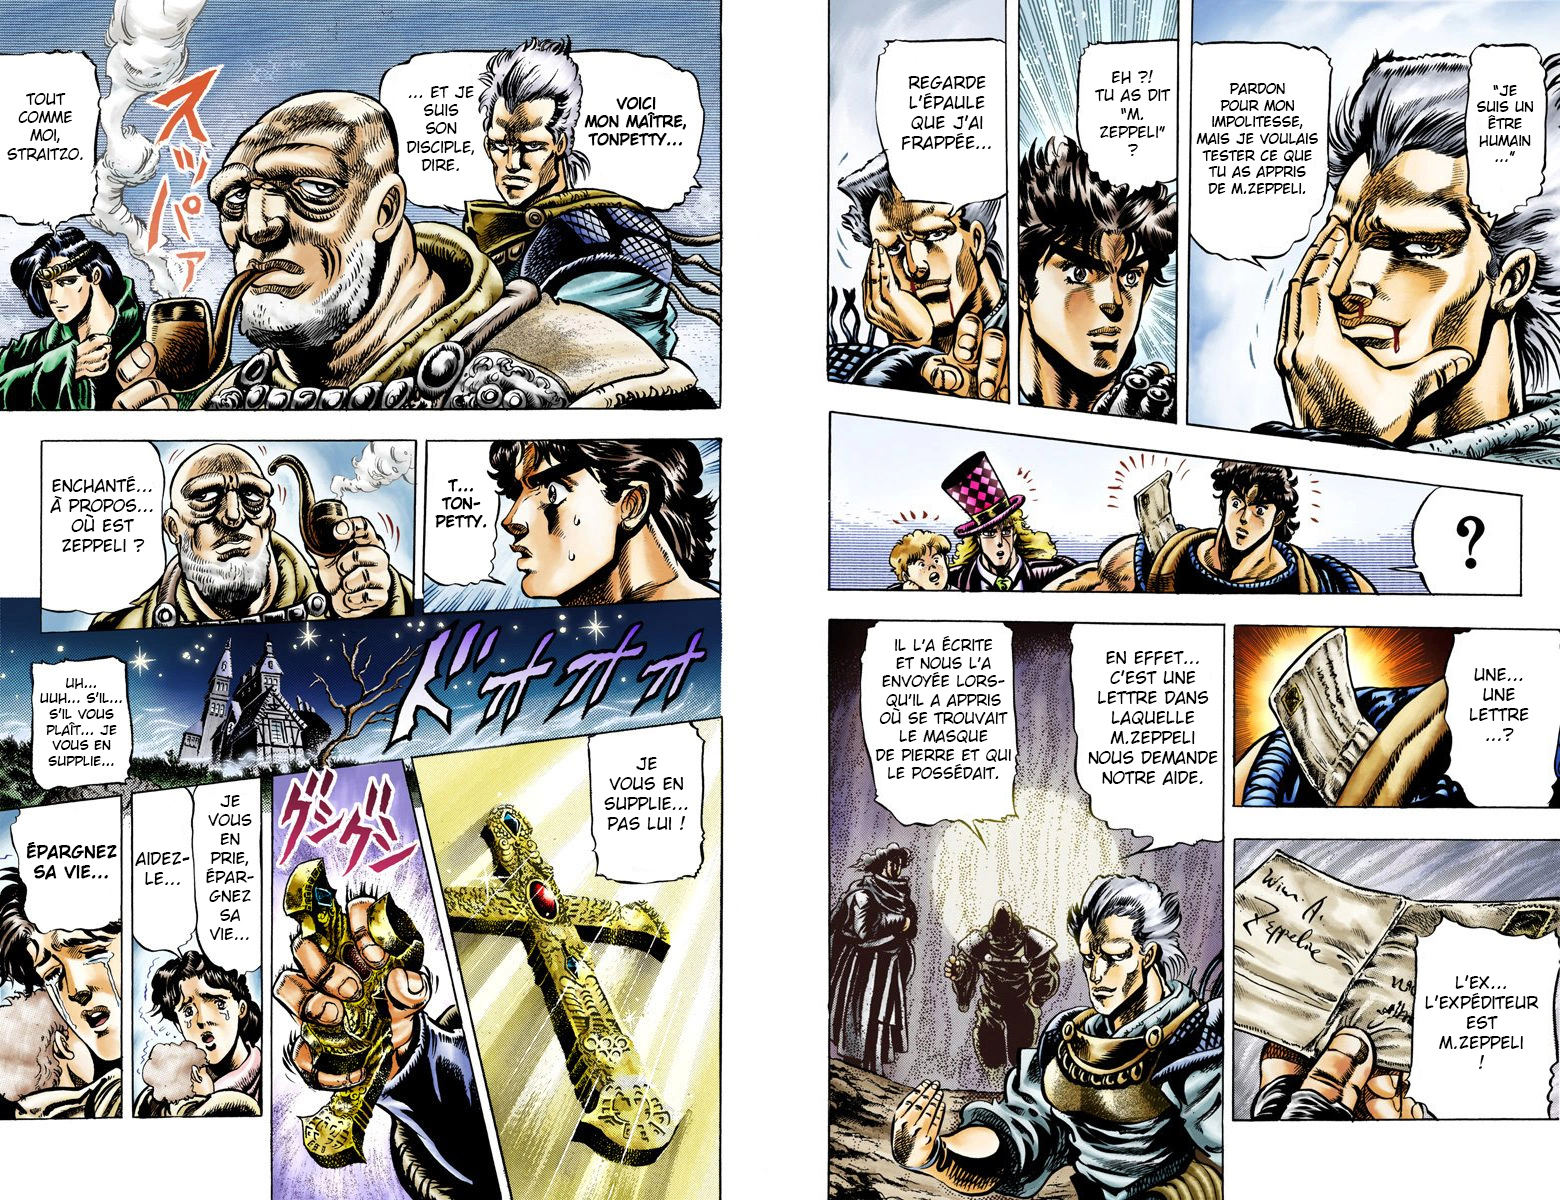 "JE
SUIS UN
ÊTRE
HUMAIN
..."
PARDON
POUR MON
IMPOLITESSE,
MAIS JE VOULAIS
TESTER CE QUE
TU AS APPRIS
DE M.ZEPPELI.
EH ?!
TU AS DIT
"M.
ZEPPELI"
?
REGARDE
L'ÉPAULE
QUE J'AI
FRAPPÉE...
?
UNE...
UNE
LETTRE
...?
Will A.
Zeppeli
L'EX...
L'EXPÉDITEUR
EST
M.ZEPPELI
!
EN EFFET...
C'EST UNE
LETTRE DANS
LAQUELLE
M.ZEPPELI
NOUS DEMANDE
NOTRE AIDE.
IL L'A ÉCRITE
ET NOUS L'A
ENVOYÉE LORS-
QU'IL A APPRIS
OÙ SE TROUVAIT
LE MASQUE
DE PIERRE ET QUI
LE POSSÉDAIT.
VOICI
MON MAÎTRE,
TONPETTY...
... ET JE
SUIS
SON
DISCIPLE,
DIRE.
スッパァ
TOUT
COMME
MOI,
STRAITZO.
T...
TON-
PETTY.
ENCHANTÉ...
À PROPOS...
OÙ EST
ZEPPELI ?
ドオオオ
UH...
UUH... S'IL...
S'IL VOUS
PLAÎT... JE
VOUS EN
SUPPLIE...
JE
VOUS EN
SUPPLIE...
PAS LUI !
グシグシ
JE
VOUS
EN
PRIE,
ÉPAR-
GNEZ
SA
VIE...
AIDEZ-
LE...
ÉPARGNEZ
SA VIE...